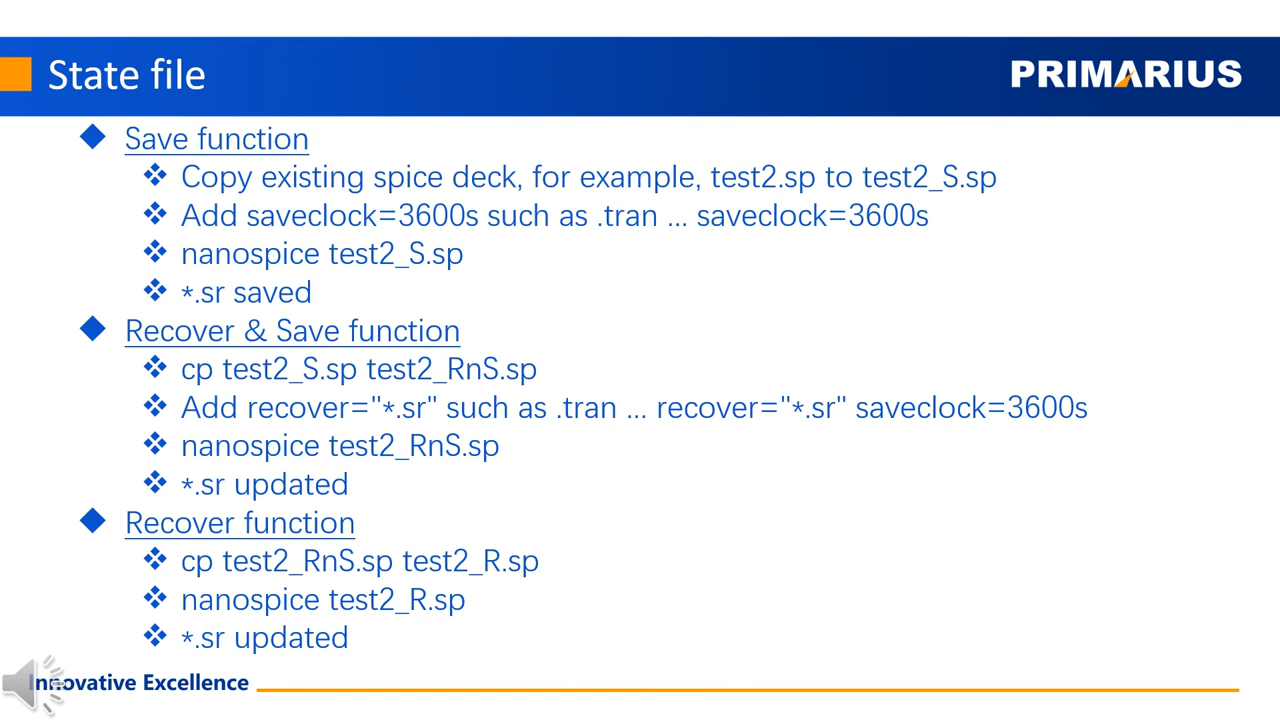 State file
PRIMARIUS
Save function
Copy existing spice deck, for example, test2.sp to test2_S.sp
Add saveclock=3600s such as .tran ... saveclock=3600s
nanospice test2_S.sp
*.sr saved
Recover & Save function
cp test2_S.sp test2_RnS.sp
Add recover="*.sr" such as .tran ... recover="*.sr" saveclock=3600s
nanospice test2_RnS.sp
*.sr updated
Recover function
cp test2_RnS.sp test2_R.sp
nanospice test2_R.sp
*.sr updated
Innovative Excellence